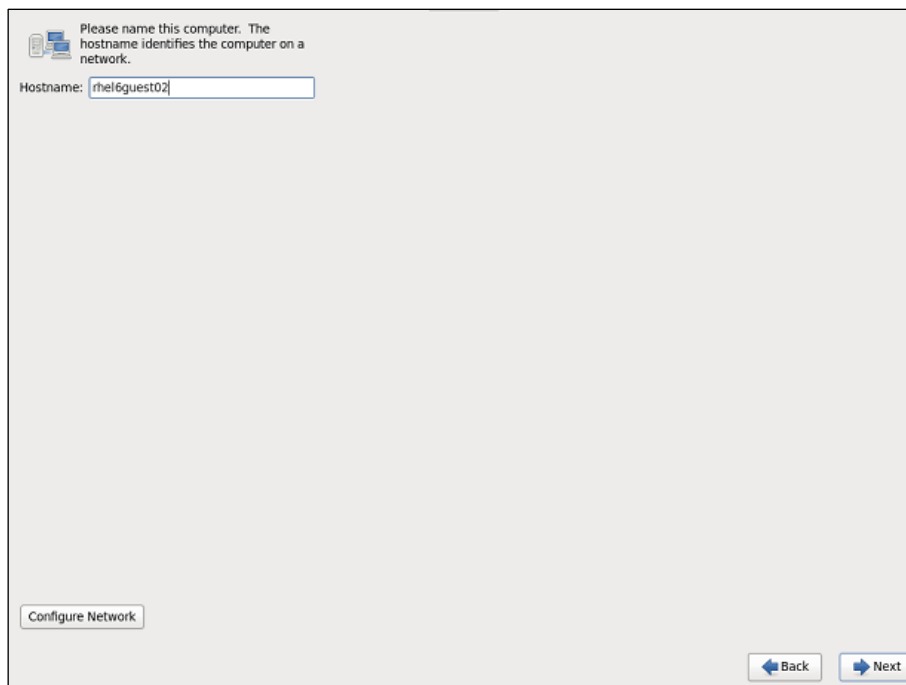 Please name this computer. The
hostname identifies the computer on a
network.
Hostname: rhel6guest02
Configure Network
Back Next